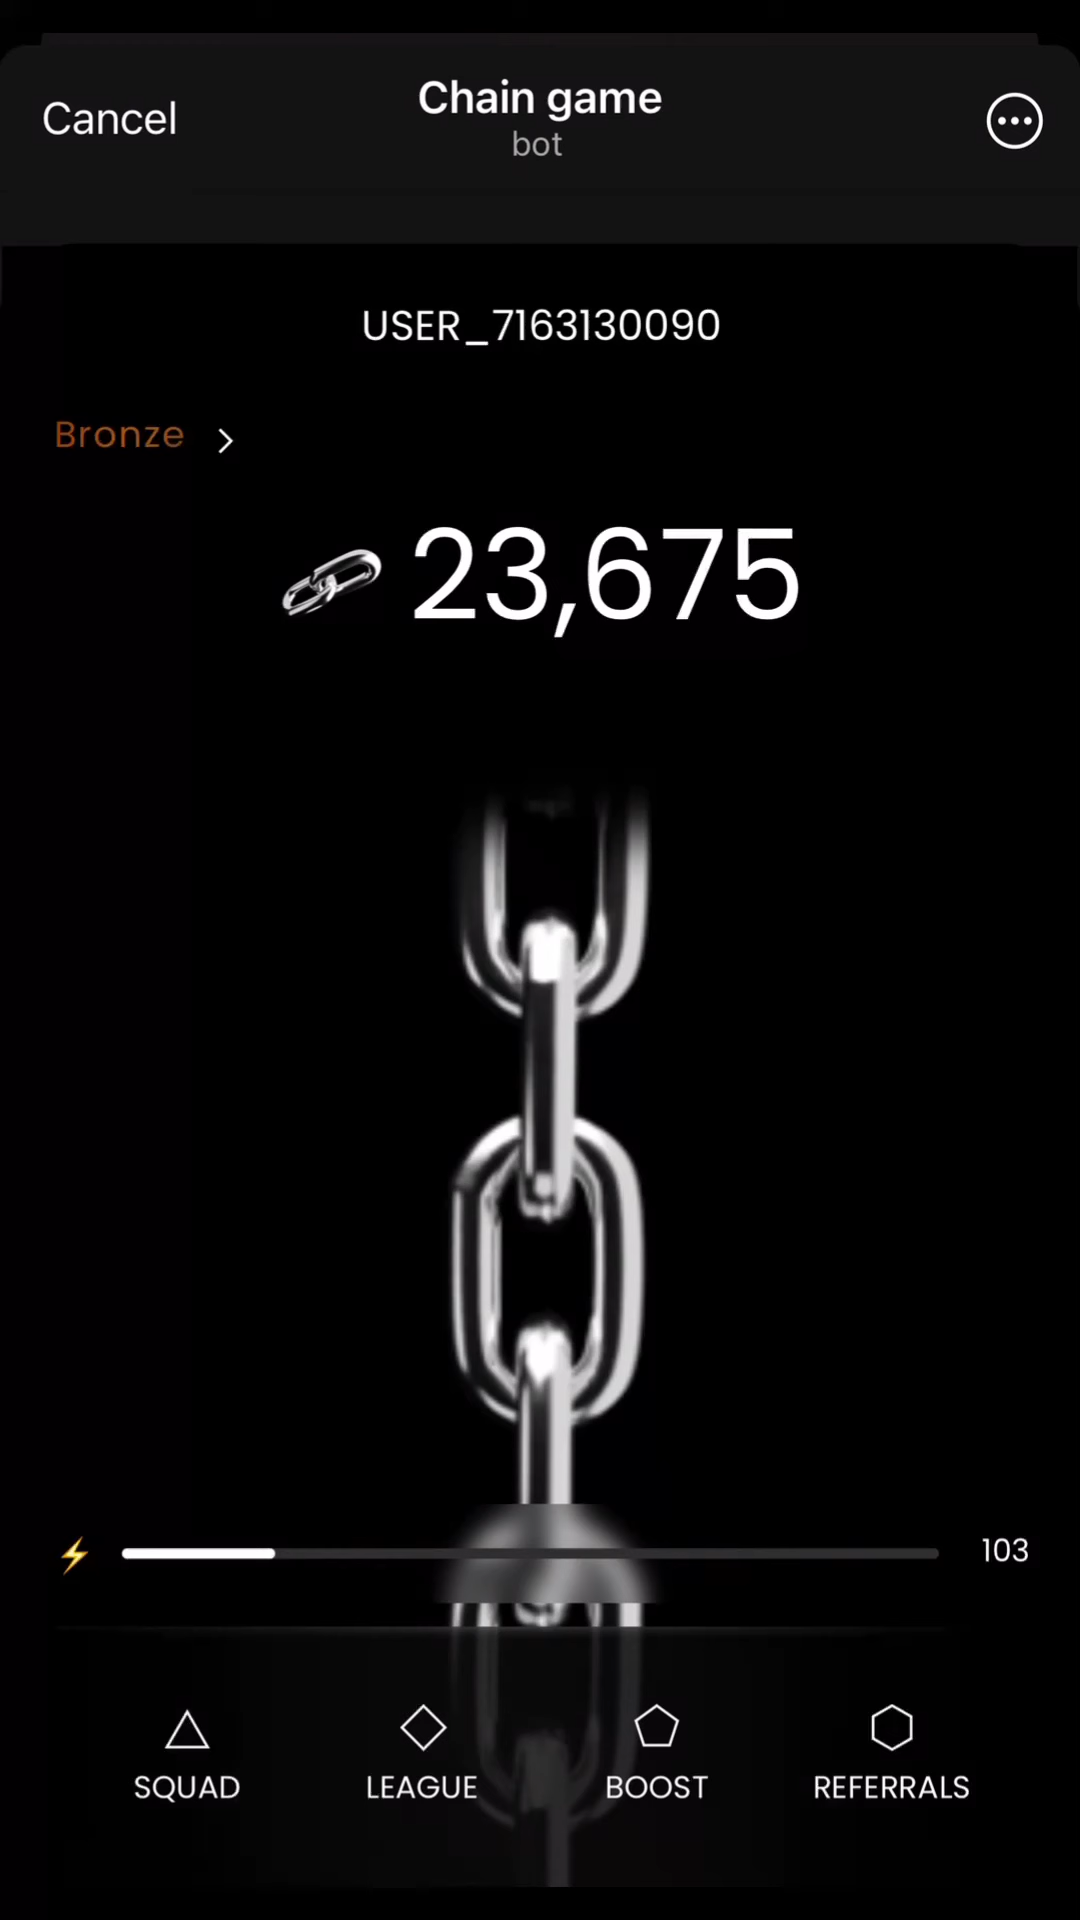 Cancel
Chain game
bot
USER_7163130090
Bronze
23,675
103
SQUAD
LEAGUE
BOOST
REFERRALS